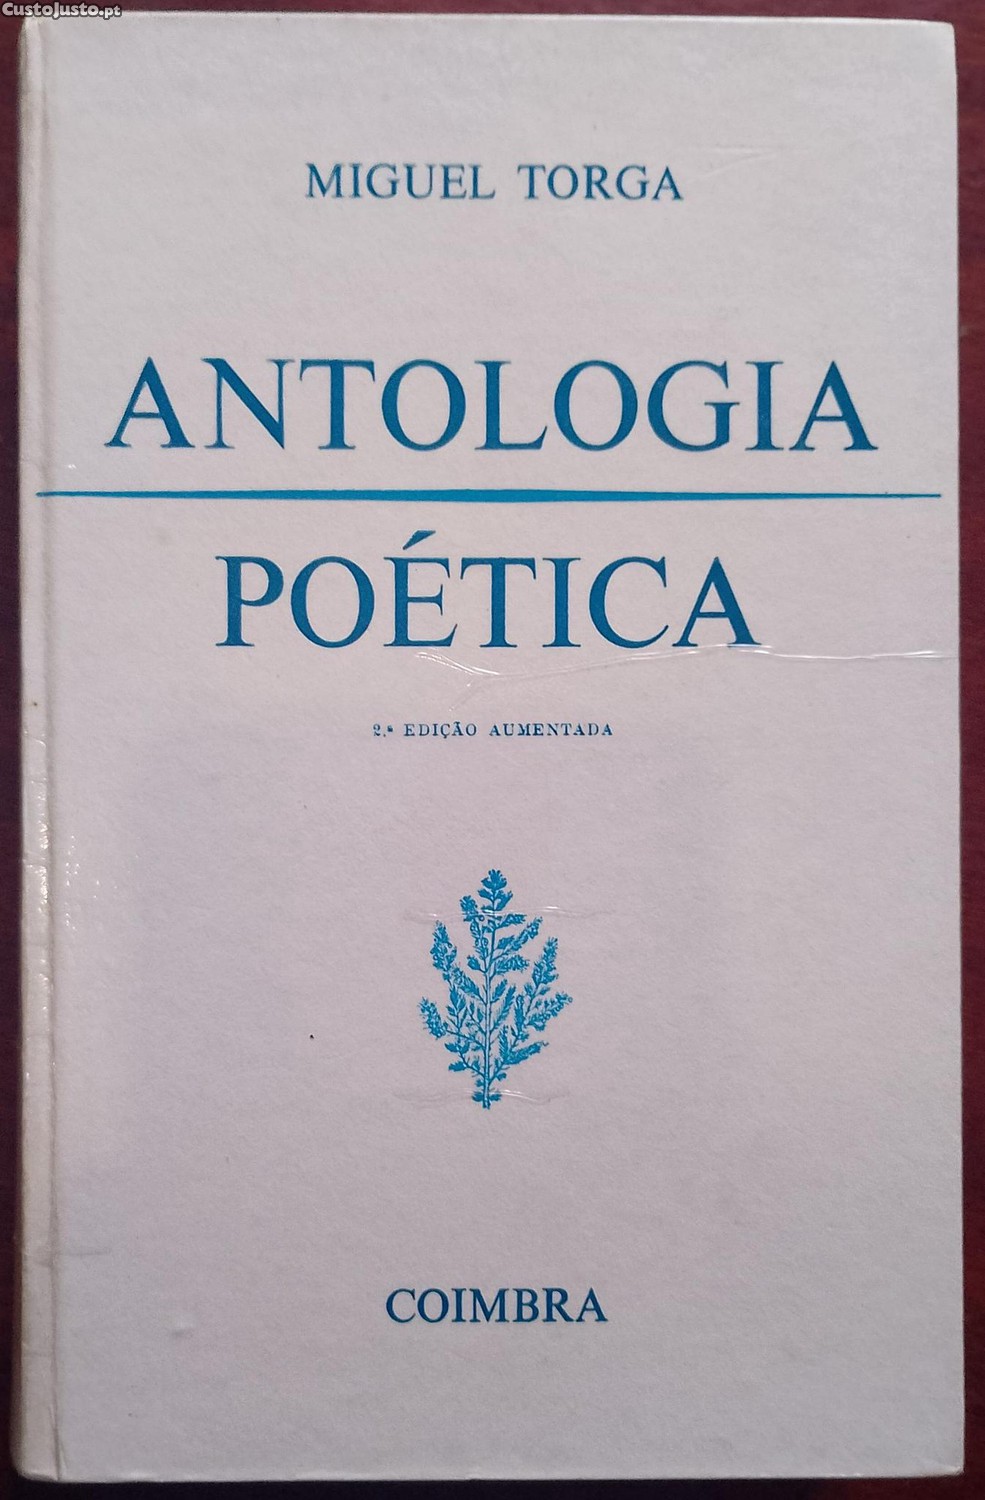 CustoJusto.pt
MIGUEL TORGA
ANTOLOGIA
POÉTICA
2.ª EDIÇÃO AUMENTADA
COIMBRA